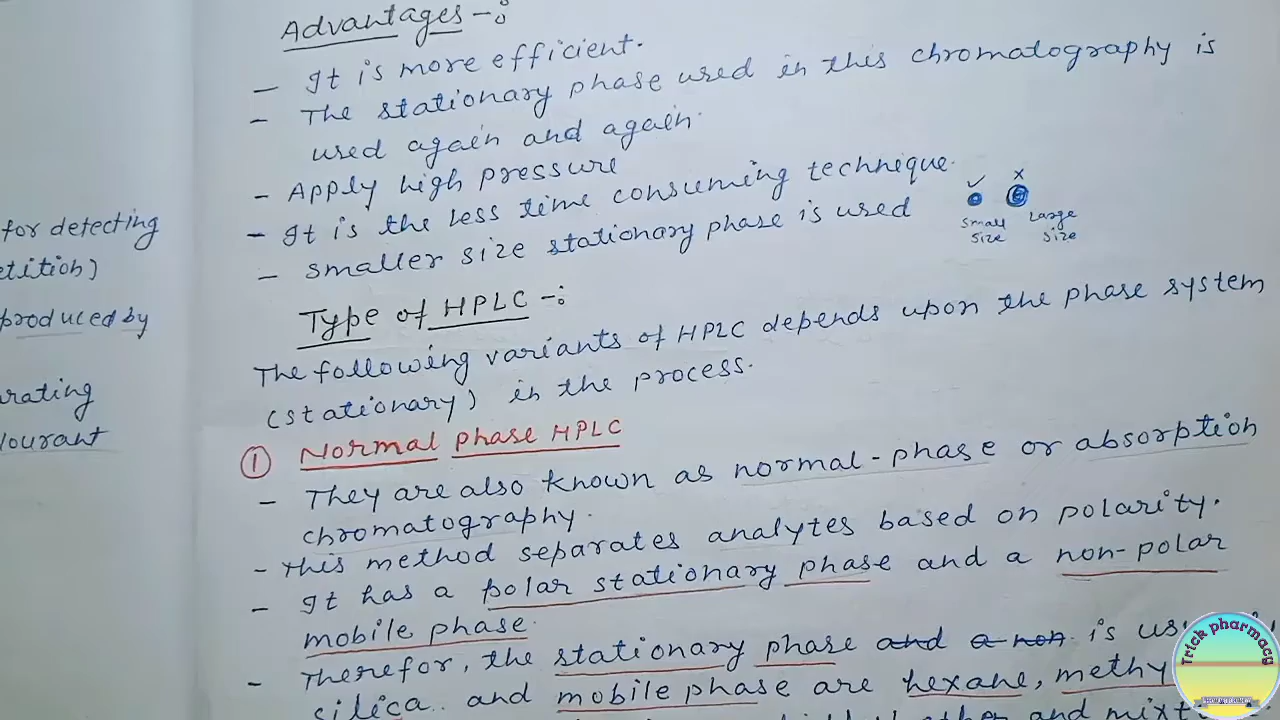 Advantages -:
- It is more efficient.
- The stationary phase used in this chromatography is
used again and again.
- Apply high pressure
- It is the less time consuming technique.
- smaller size stationary phase is used
✓ x
small size
Large size
Type of HPLC -:
The following variants of HPLC depends upon the phase system
(stationary) in the process.
① Normal phase HPLC
- They are also known as normal-phase or absorption
chromatography.
- This method separates analytes based on polarity.
- It has a polar stationary phase and a non-polar
mobile phase.
- Therefor, the stationary phase and a non is
silica. and mobile phase are hexane, methy
and mixt
for detecting
etition)
produced by
arating
lourant
Trick pharmacy